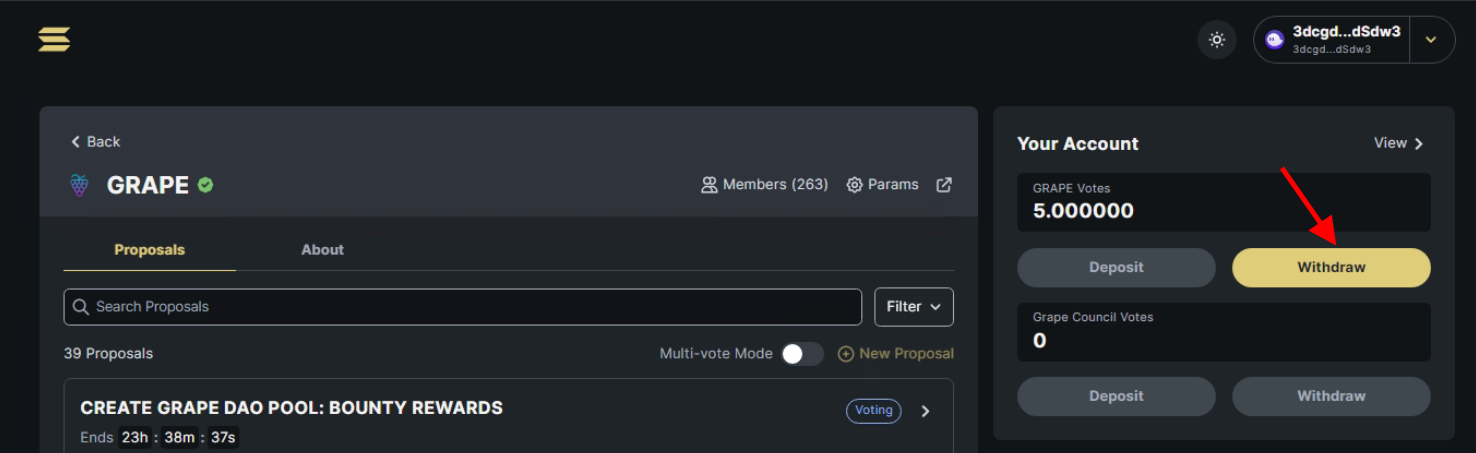 3dcgd...dSdw3
3dcgd...dSdw3
Back
GRAPE
Members (263)
Params
Proposals
About
Search Proposals
Filter
39 Proposals
Multi-vote Mode
New Proposal
CREATE GRAPE DAO POOL: BOUNTY REWARDS
Voting
Ends 23h : 38m : 37s
Your Account
View
GRAPE Votes
5.000000
Deposit
Withdraw
Grape Council Votes
0
Deposit
Withdraw